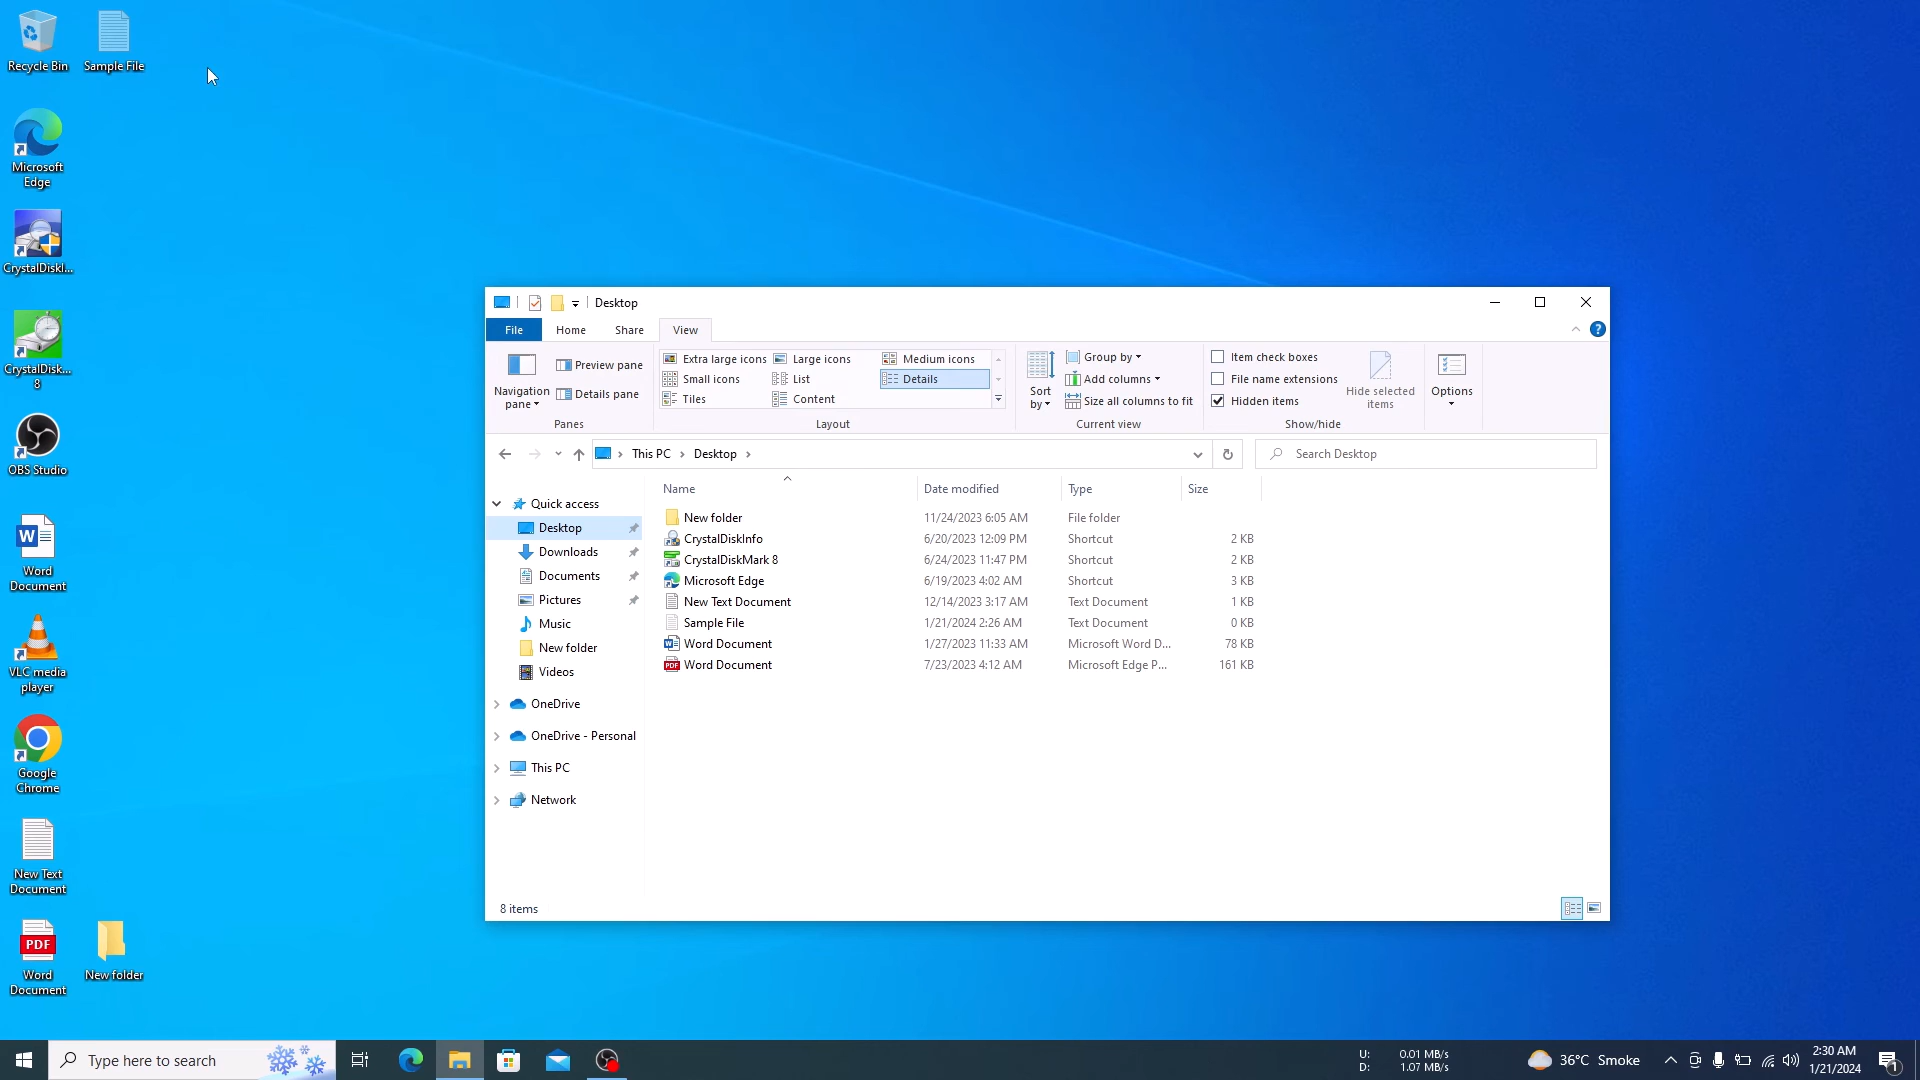 Recycle Bin
Sample File
Microsoft
Edge
CrystalDiskI...
CrystalDisk...
8
OBS Studio
Word
Document
VLC media
player
Google
Chrome
New Text
Document
Word
Document
New folder
Desktop
File Home Share View
Navigation
pane
Preview pane
Details pane
Panes
Extra large icons Large icons Medium icons
Small icons List Details
Tiles Content
Layout
Sort
by
Group by
Add columns
Size all columns to fit
Current view
Item check boxes
File name extensions
Hidden items
Hide selected
items
Show/hide
Options
This PC Desktop
Search Desktop
Quick access
Desktop
Downloads
Documents
Pictures
Music
New folder
Videos
OneDrive
OneDrive - Personal
This PC
Network
Name Date modified Type Size
New folder 11/24/2023 6:05 AM File folder
CrystalDiskInfo 6/20/2023 12:09 PM Shortcut 2 KB
CrystalDiskMark 8 6/24/2023 11:47 PM Shortcut 2 KB
Microsoft Edge 6/19/2023 4:02 AM Shortcut 3 KB
New Text Document 12/14/2023 3:17 AM Text Document 1 KB
Sample File 1/21/2024 2:26 AM Text Document 0 KB
Word Document 1/27/2023 11:33 AM Microsoft Word D... 78 KB
Word Document 7/23/2023 4:12 AM Microsoft Edge P... 161 KB
8 items
Type here to search
U: 0.01 MB/s
D: 1.07 MB/s
36°C Smoke
2:30 AM
1/21/2024
1